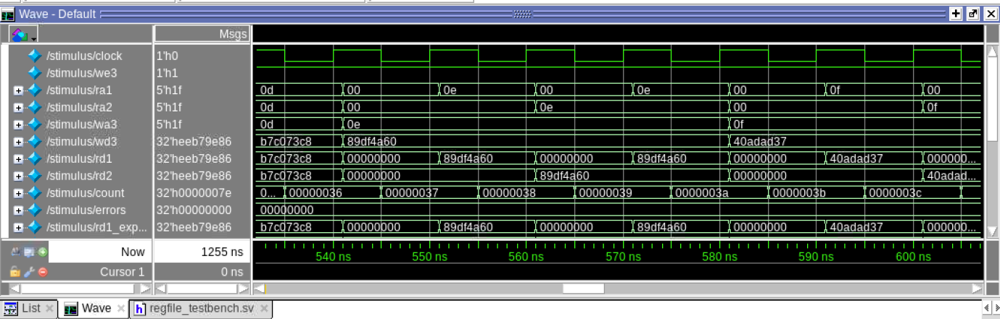 Wave - Default
Msgs
/stimulus/clock 1'h0
/stimulus/we3 1'h1
/stimulus/ra1 5'h1f 0d 00 0e 00 0e 00 0f 00
/stimulus/ra2 5'h1f 0d 00 0e 00 0f
/stimulus/wa3 5'h1f 0d 0e 0f
/stimulus/wd3 32'heeb79e86 b7c073c8 89df4a60 40adad37
/stimulus/rd1 32'heeb79e86 b7c073c8 00000000 89df4a60 00000000 89df4a60 00000000 40adad37 000000...
/stimulus/rd2 32'heeb79e86 b7c073c8 00000000 89df4a60 00000000 40adad...
/stimulus/count 32'h0000007e 0... 00000036 00000037 00000038 00000039 0000003a 0000003b 0000003c
/stimulus/errors 32'h00000000 00000000
/stimulus/rd1_exp... 32'heeb79e86 b7c073c8 00000000 89df4a60 00000000 89df4a60 00000000 40adad37 000000...
Now 1255 ns 540 ns 550 ns 560 ns 570 ns 580 ns 590 ns 600 ns
Cursor 1 0 ns
List Wave h regfile_testbench.sv